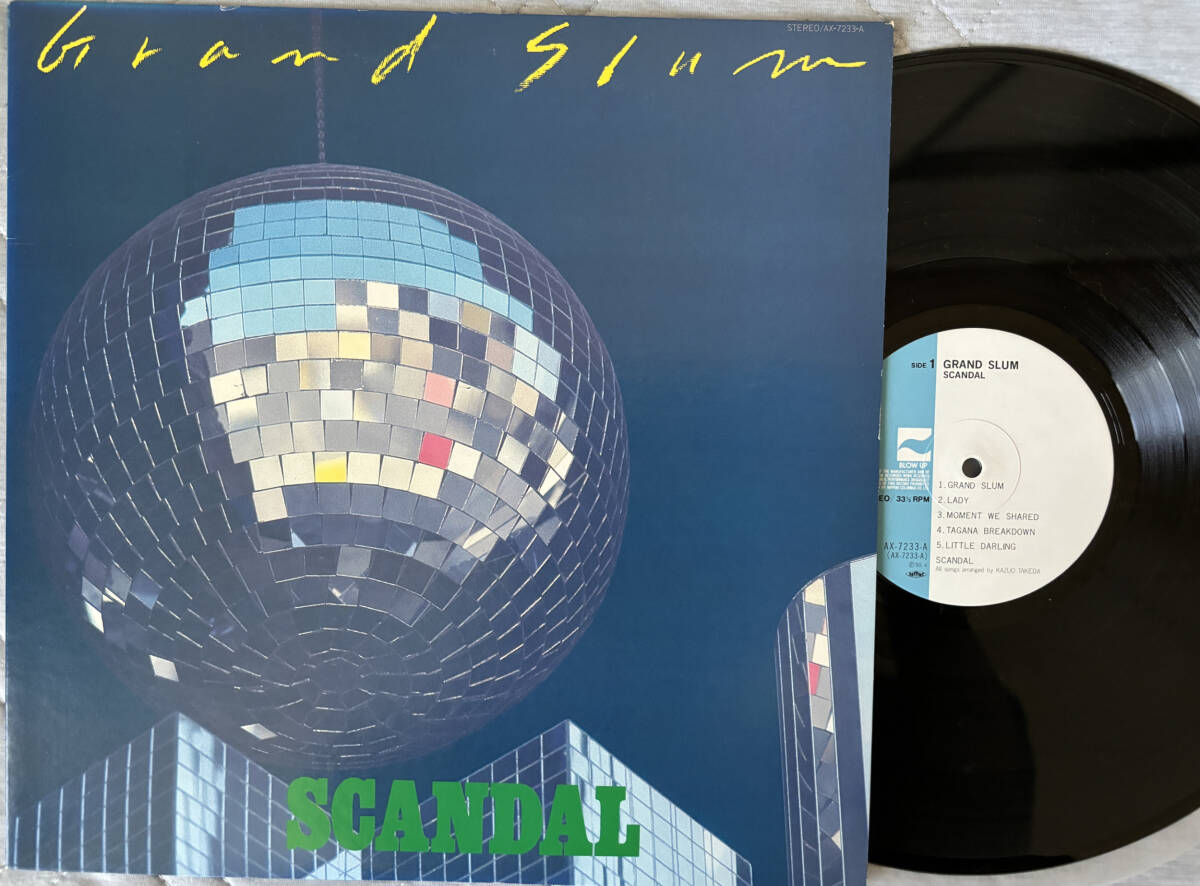 Grand Slum
STEREO/AX-7233-A
SCANDAL
SIDE 1
GRAND SLUM
SCANDAL
BLOW UP
EO/33⅓ RPM
AX-7233-A
(AX-7233-A)
1. GRAND SLUM
2. LADY
3. MOMENT WE SHARED
4. TAGANA BREAKDOWN
5. LITTLE DARLING
SCANDAL
All songs arranged by KAZUO TAKEDA